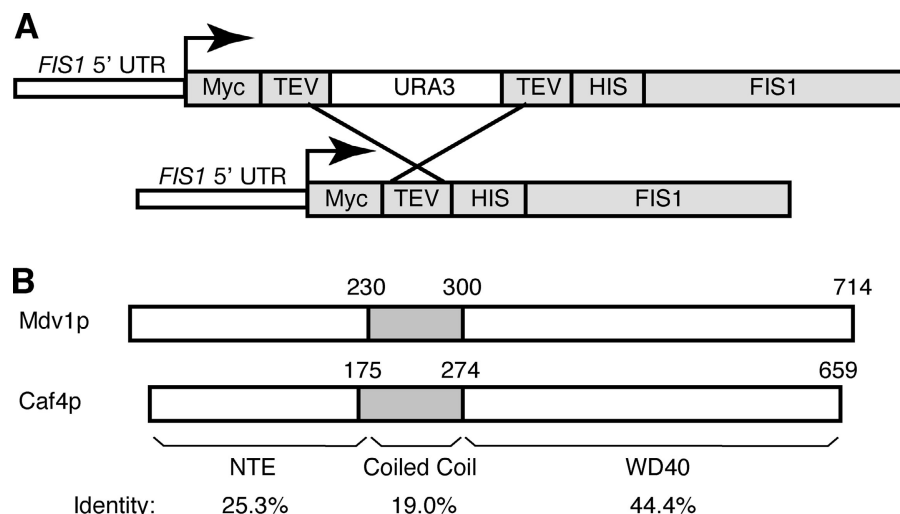 A
FIS1 5' UTR
Myc TEV URA3 TEV HIS FIS1
FIS1 5' UTR
Myc TEV HIS FIS1
B
230 300 714
Mdv1p
175 274 659
Caf4p
NTE Coiled Coil WD40
Identity: 25.3% 19.0% 44.4%